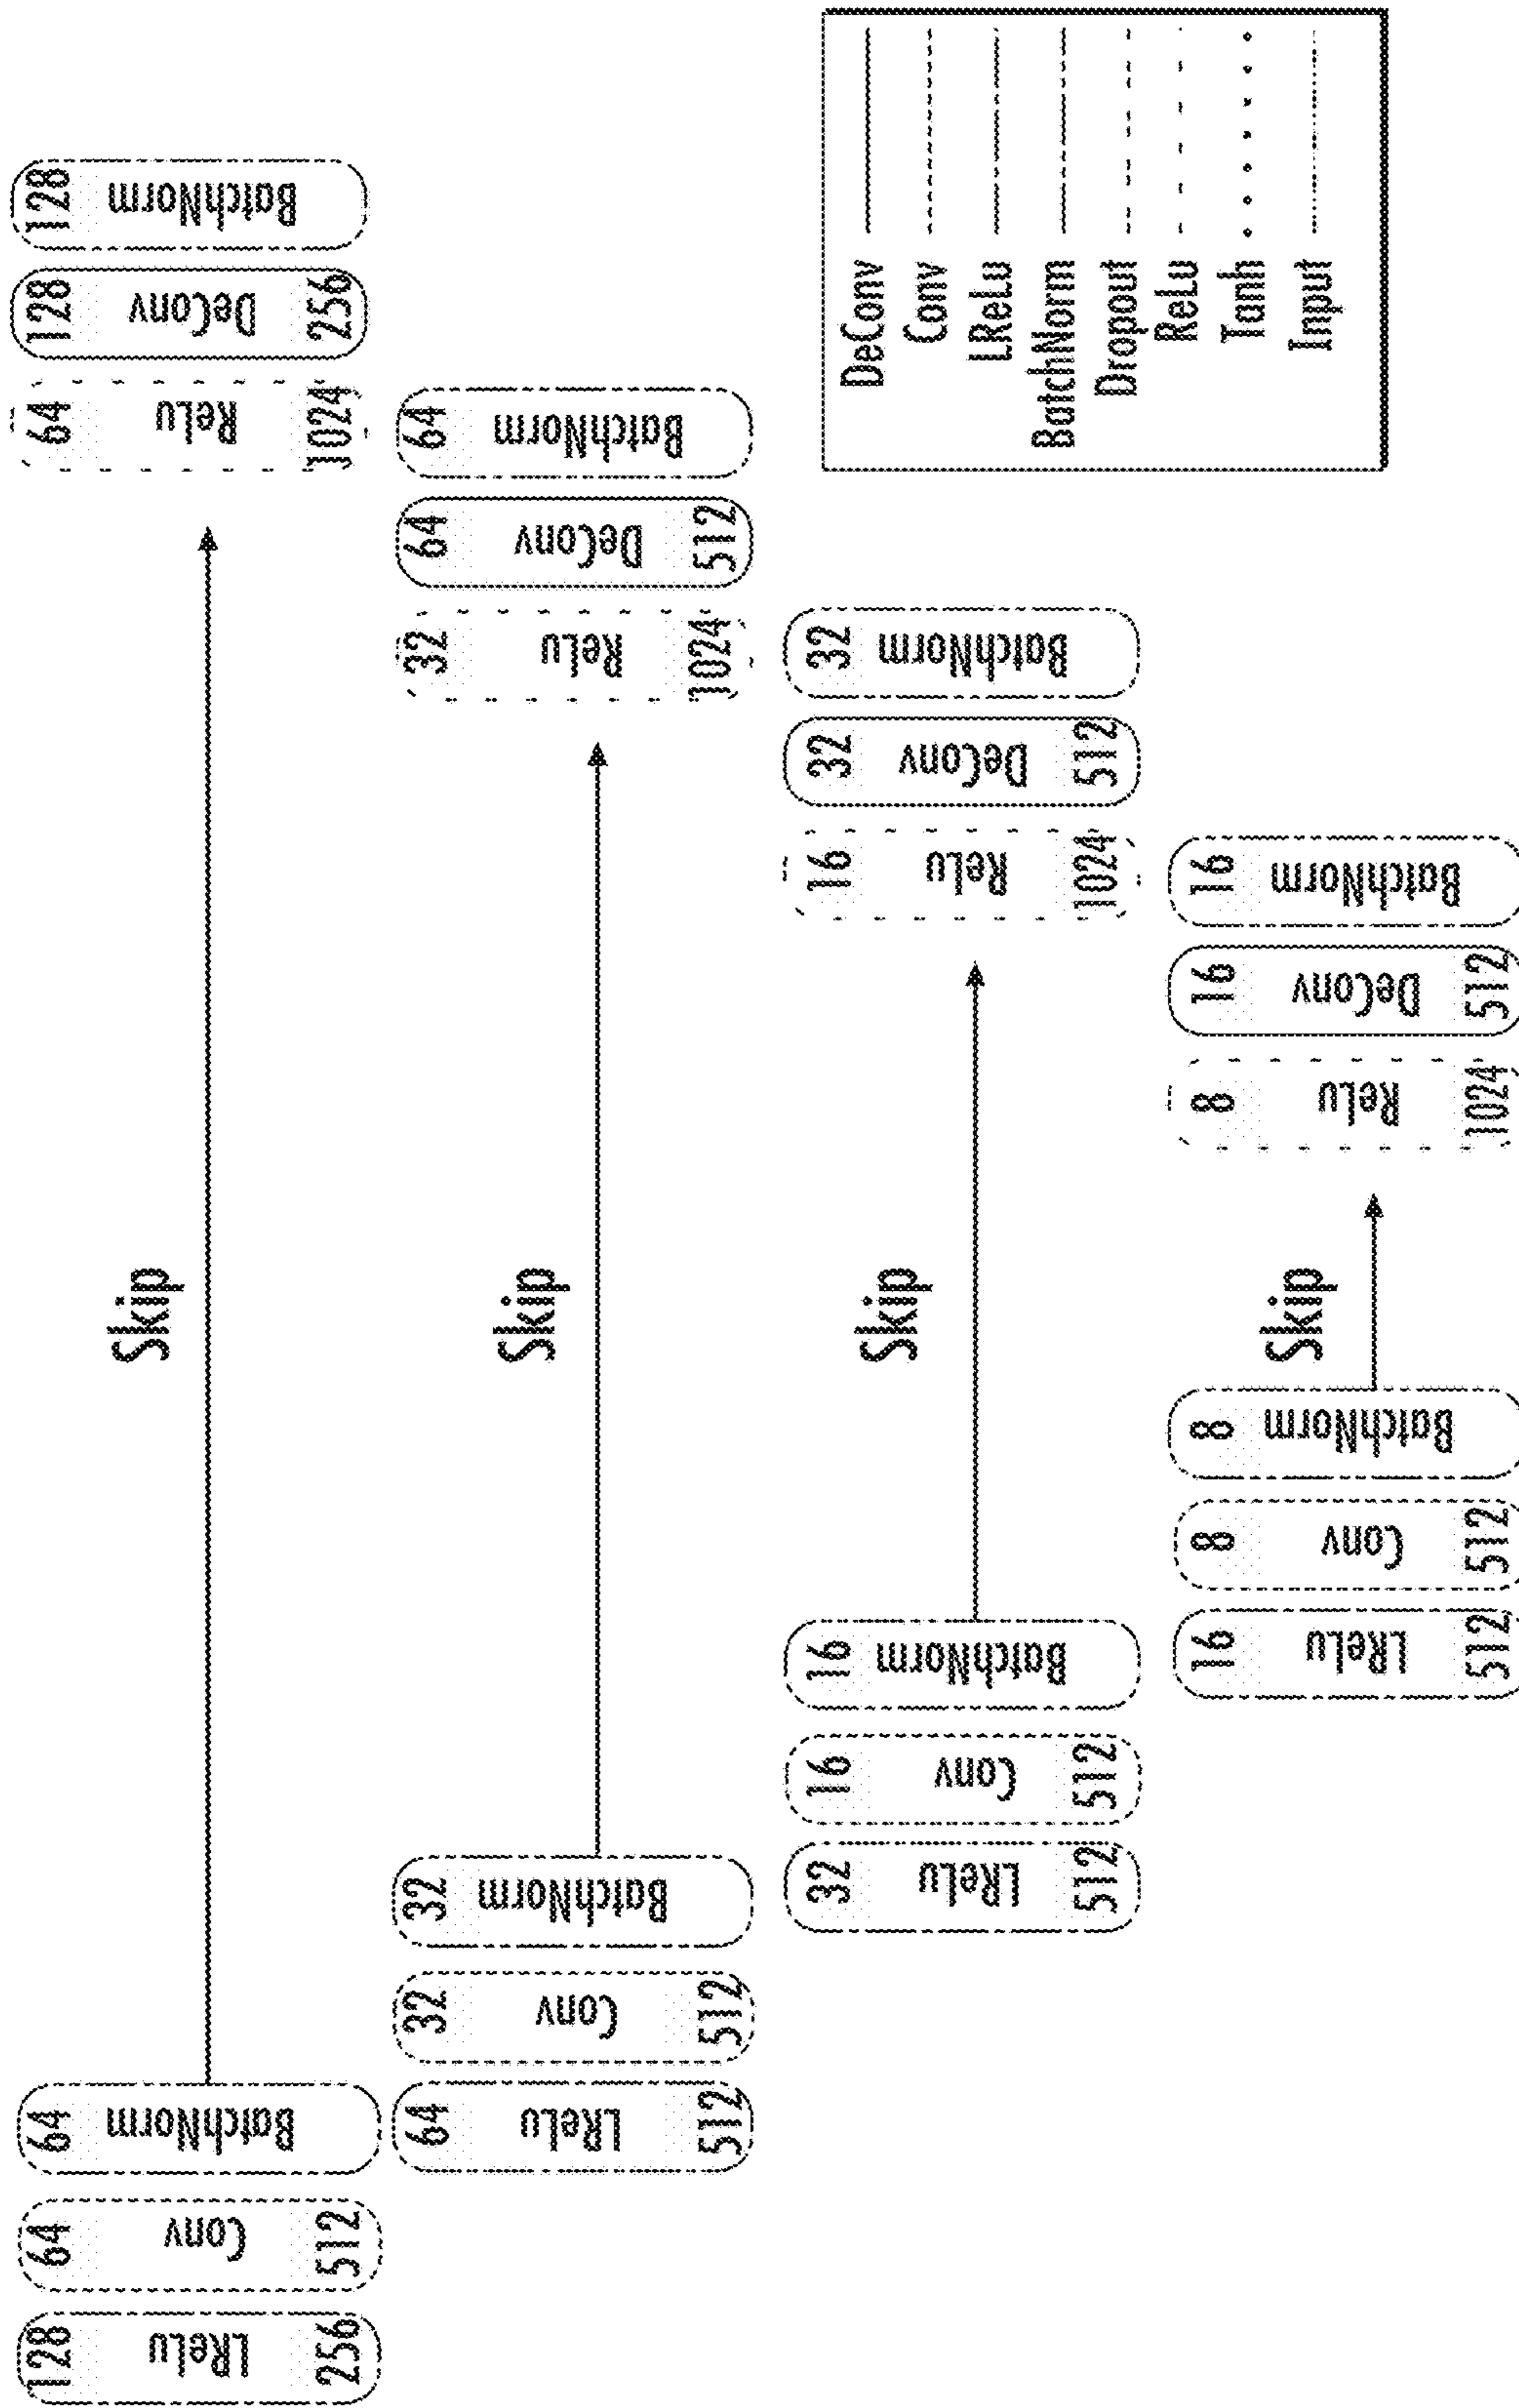 128
LReLu
256
64
Conv
512
64
BatchNorm
Skip
64
ReLu
1024
128
DeConv
256
128
BatchNorm
64
LReLu
512
32
Conv
512
32
BatchNorm
Skip
32
ReLu
1024
64
DeConv
512
64
BatchNorm
32
LReLu
512
16
Conv
512
16
BatchNorm
Skip
16
ReLu
1024
32
DeConv
512
32
BatchNorm
16
LReLu
512
8
Conv
512
8
BatchNorm
Skip
8
ReLu
1024
16
DeConv
512
16
BatchNorm
DeConv
Conv
LReLu
BatchNorm
Dropout
ReLu
Tanh
Input